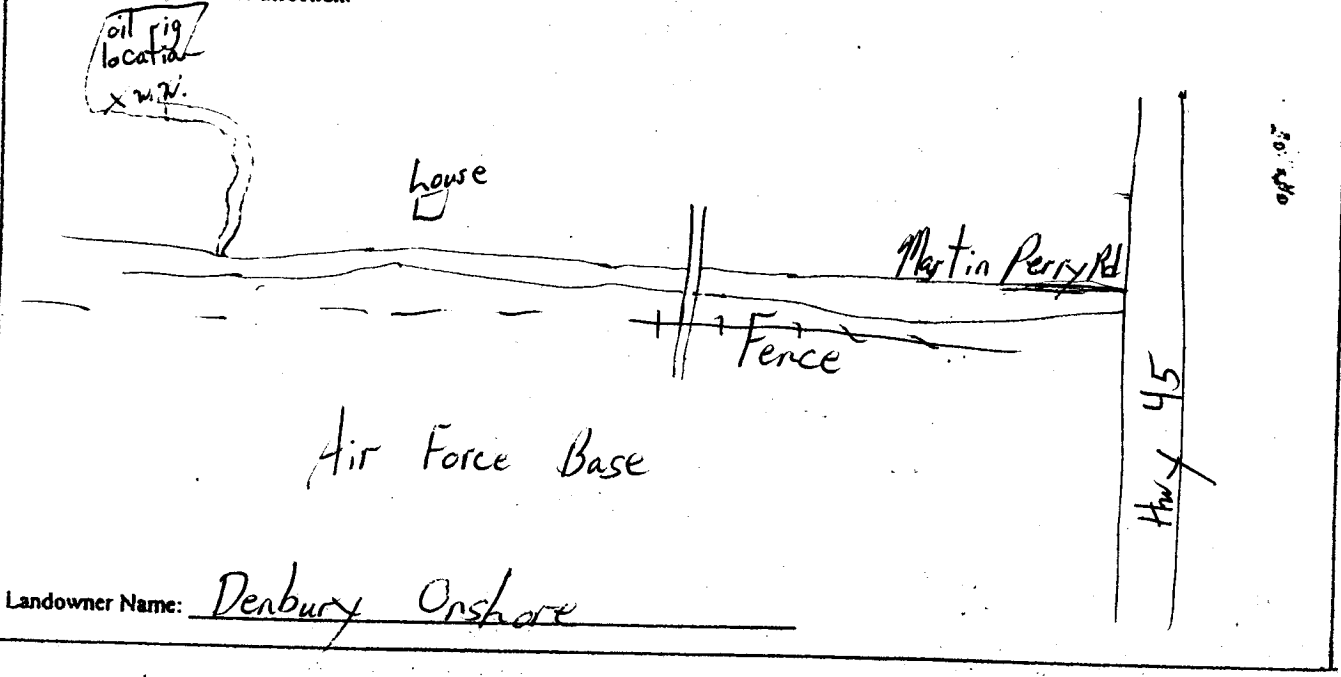 oil rig
location
X W.W.
house
Martin Perry Rd
Fence
Hwy 45
Air Force Base
Landowner Name: Denbury Onshore